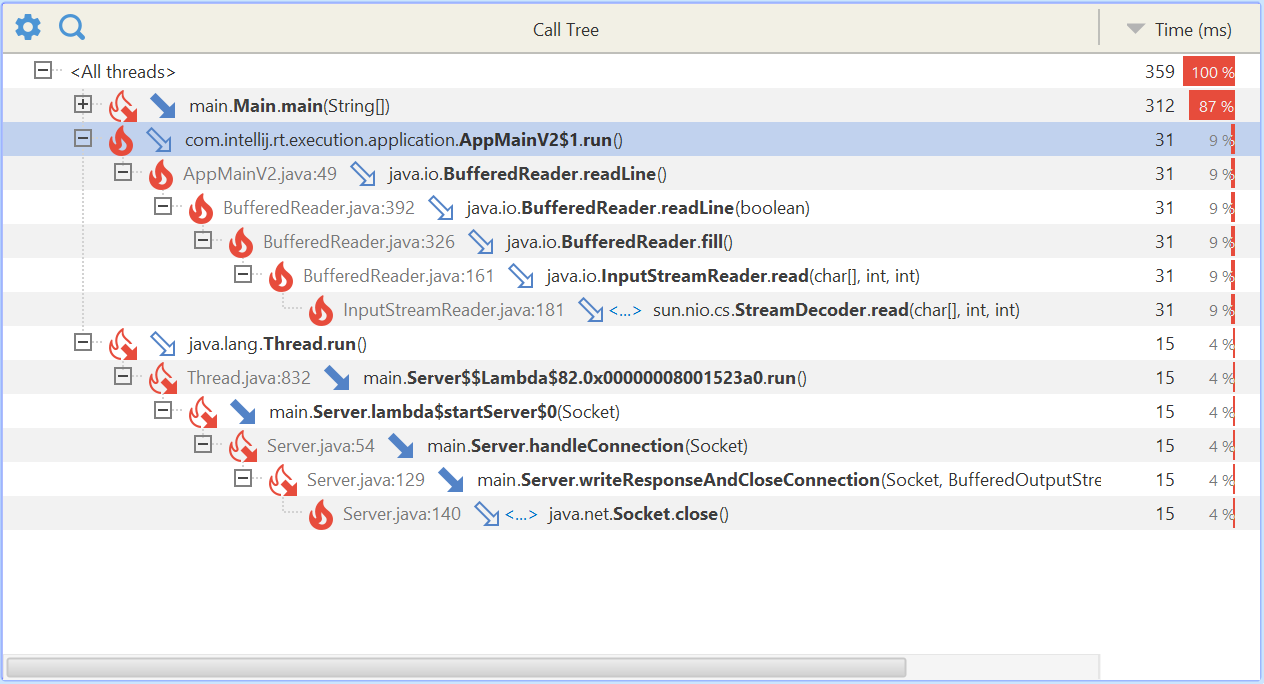 Call Tree Time (ms)
<All threads> 359 100 %
main.Main.main(String[]) 312 87 %
com.intellij.rt.execution.application.AppMainV2$1.run() 31 9 %
AppMainV2.java:49 java.io.BufferedReader.readLine() 31 9 %
BufferedReader.java:392 java.io.BufferedReader.readLine(boolean) 31 9 %
BufferedReader.java:326 java.io.BufferedReader.fill() 31 9 %
BufferedReader.java:161 java.io.InputStreamReader.read(char[], int, int) 31 9 %
InputStreamReader.java:181 <...> sun.nio.cs.StreamDecoder.read(char[], int, int) 31 9 %
java.lang.Thread.run() 15 4 %
Thread.java:832 main.Server$$Lambda$82.0x00000008001523a0.run() 15 4 %
main.Server.lambda$startServer$0(Socket) 15 4 %
Server.java:54 main.Server.handleConnection(Socket) 15 4 %
Server.java:129 main.Server.writeResponseAndCloseConnection(Socket, BufferedOutputStre 15 4 %
Server.java:140 <...> java.net.Socket.close() 15 4 %